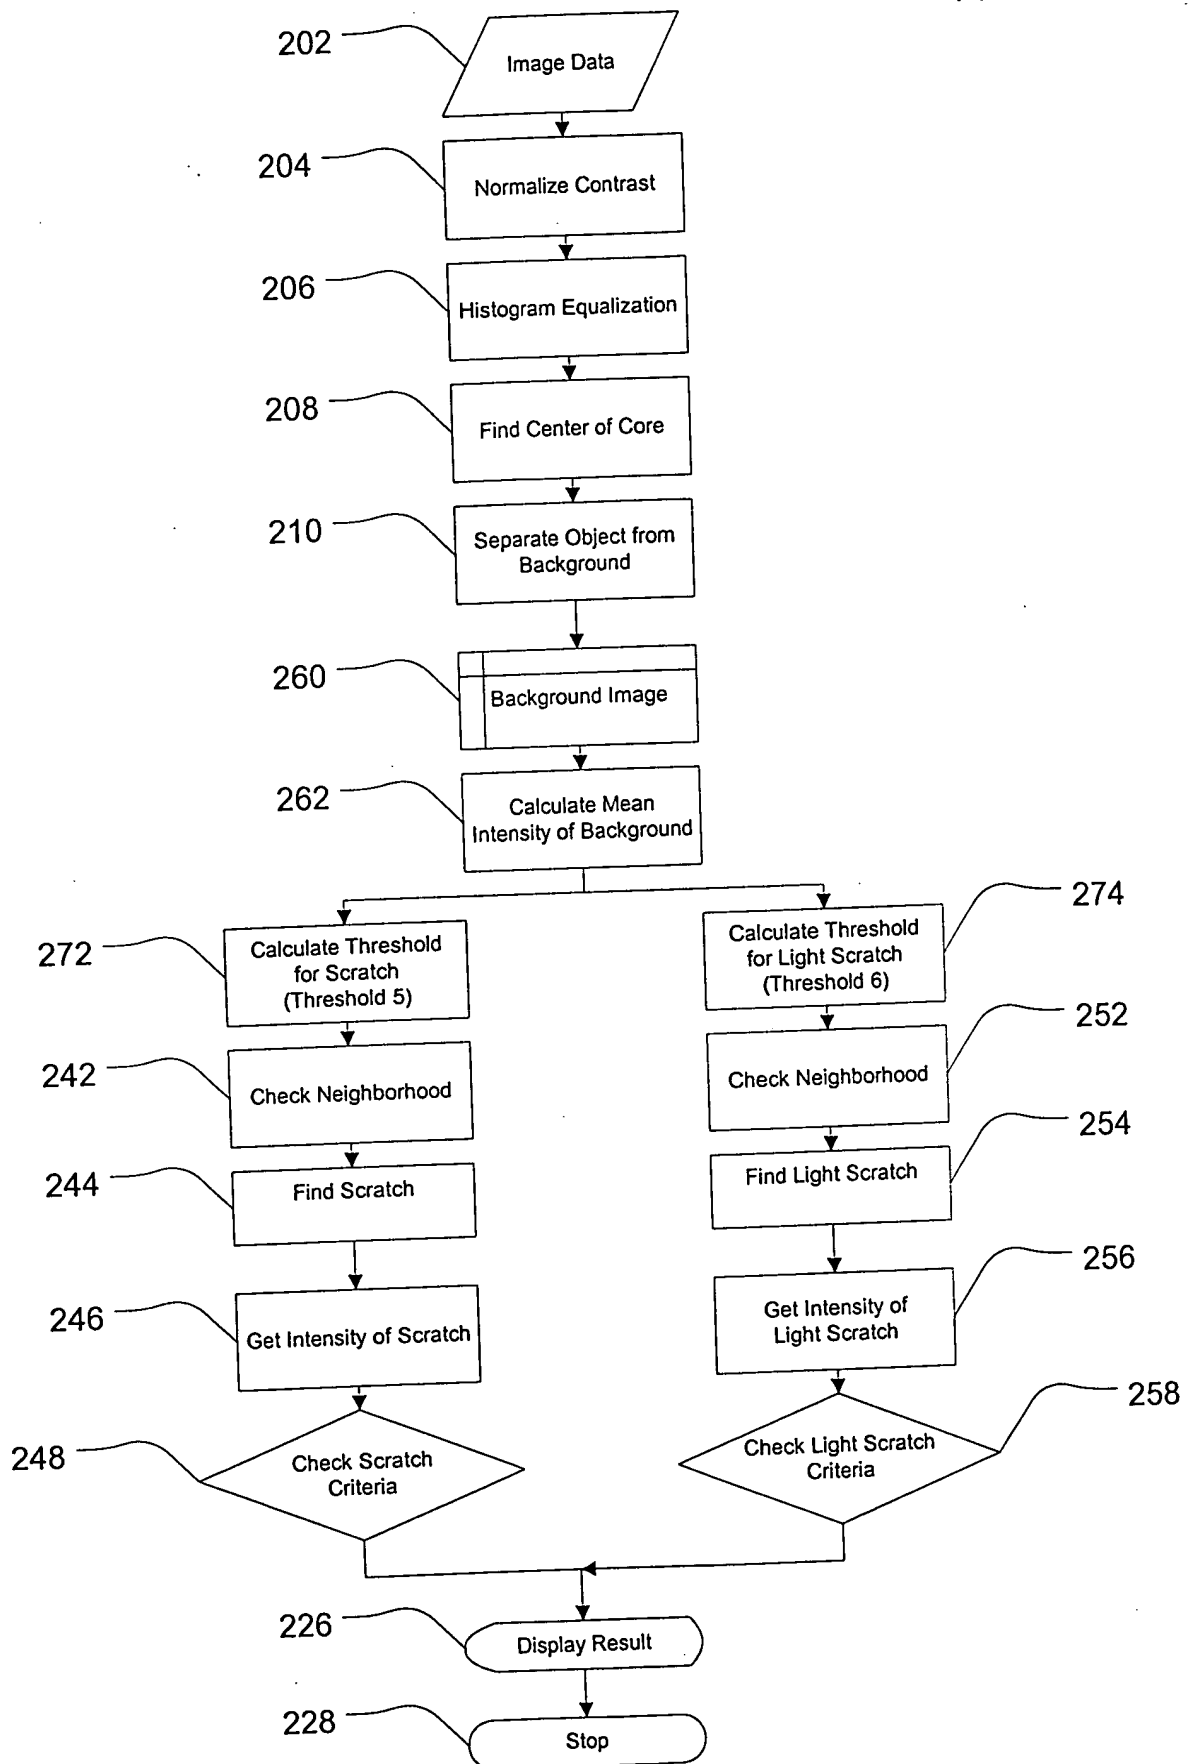 202
Image Data
204
Normalize Contrast
206
Histogram Equalization
208
Find Center of Core
210
Separate Object from
Background
260
Background Image
262
Calculate Mean
Intensity of Background
272
Calculate Threshold
for Scratch
(Threshold 5)
274
Calculate Threshold
for Light Scratch
(Threshold 6)
242
Check Neighborhood
252
Check Neighborhood
244
Find Scratch
254
Find Light Scratch
246
Get Intensity of Scratch
256
Get Intensity of
Light Scratch
248
Check Scratch
Criteria
258
Check Light Scratch
Criteria
226
Display Result
228
Stop